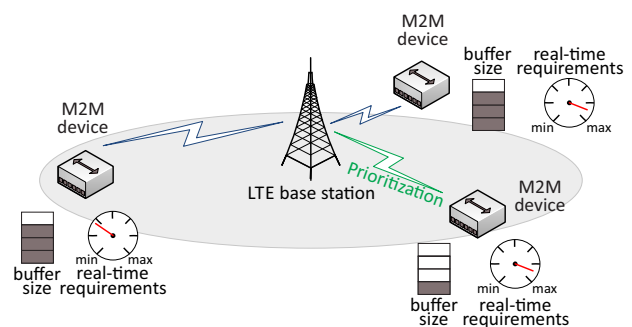 M2M
device
buffer
size
real-time
requirements
min
max
M2M
device
LTE base station
Prioritization
M2M
device
min
max
buffer
size
real-time
requirements
min
max
buffer
size
real-time
requirements